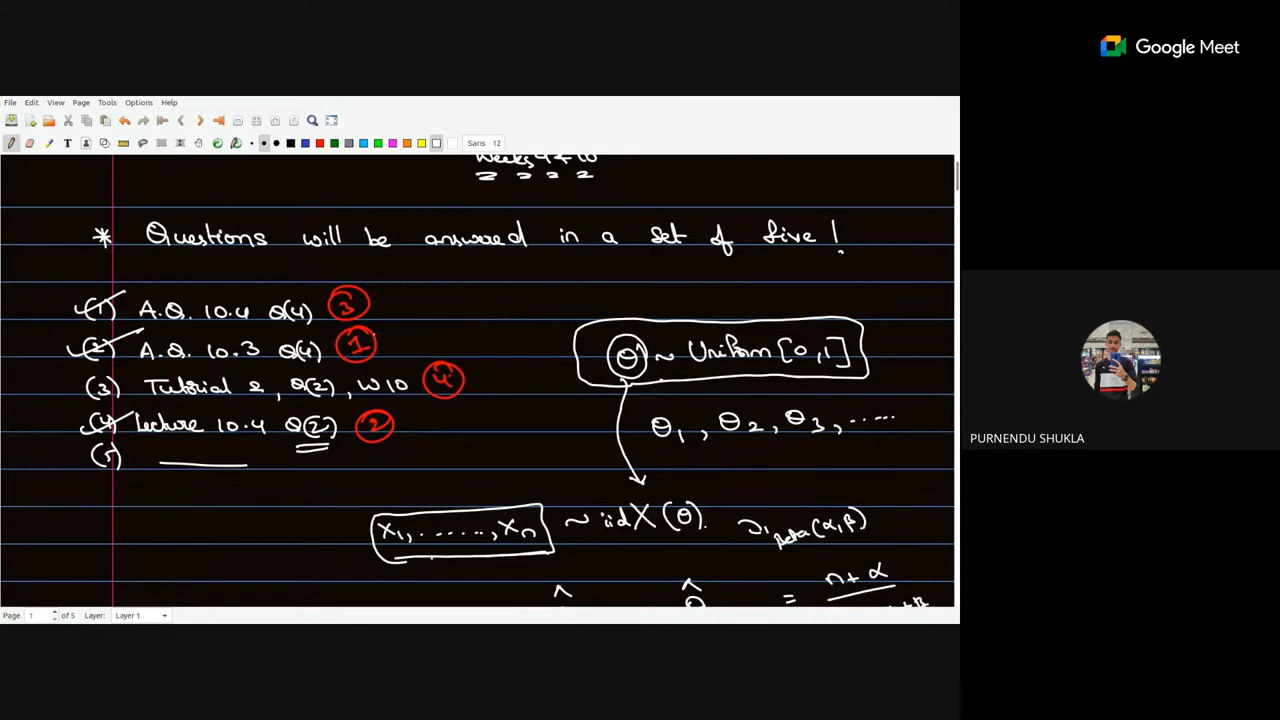 Google Meet
File Edit View Page Tools Options Help
Sans 12
Weeks 9 & 10
* Questions will be answered in a set of five!
(1) A.Q. 10.4 Q(4) 3
(2) A.Q. 10.3 Q(4) 1
(3) Tutorial 2, Q(2), W10 4
(4) Lecture 10.4 Q(2) 2
(5)
Θ ~ Uniform [0,1]
Θ1, Θ2, Θ3, .....
X1, ......, Xn ~ iid X (Θ).
Beta(α,β)
= n+α
PURNENDU SHUKLA
Page 1 of 5 Layer: Layer 1